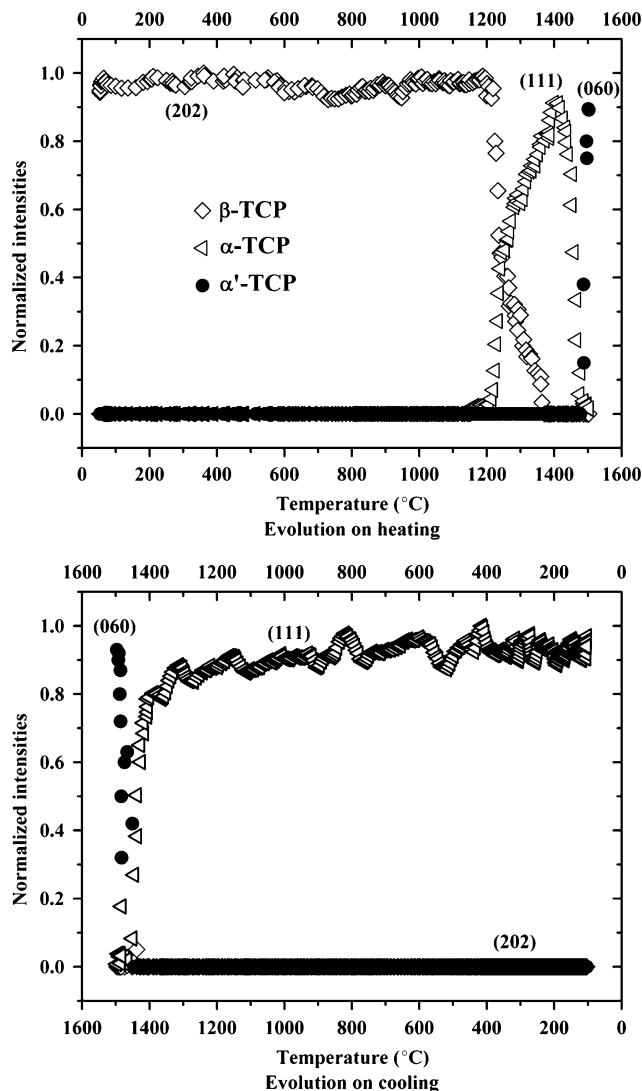 0 200 400 600 800 1000 1200 1400 1600
1.0
0.8
0.6
0.4
0.2
0.0
Normalized intensities
(202)
(111)
(060)
β-TCP
α-TCP
α'-TCP
0 200 400 600 800 1000 1200 1400 1600
Temperature (°C)
Evolution on heating
1600 1400 1200 1000 800 600 400 200 0
1.0
0.8
0.6
0.4
0.2
0.0
Normalized intensities
(060)
(111)
(202)
1600 1400 1200 1000 800 600 400 200 0
Temperature (°C)
Evolution on cooling